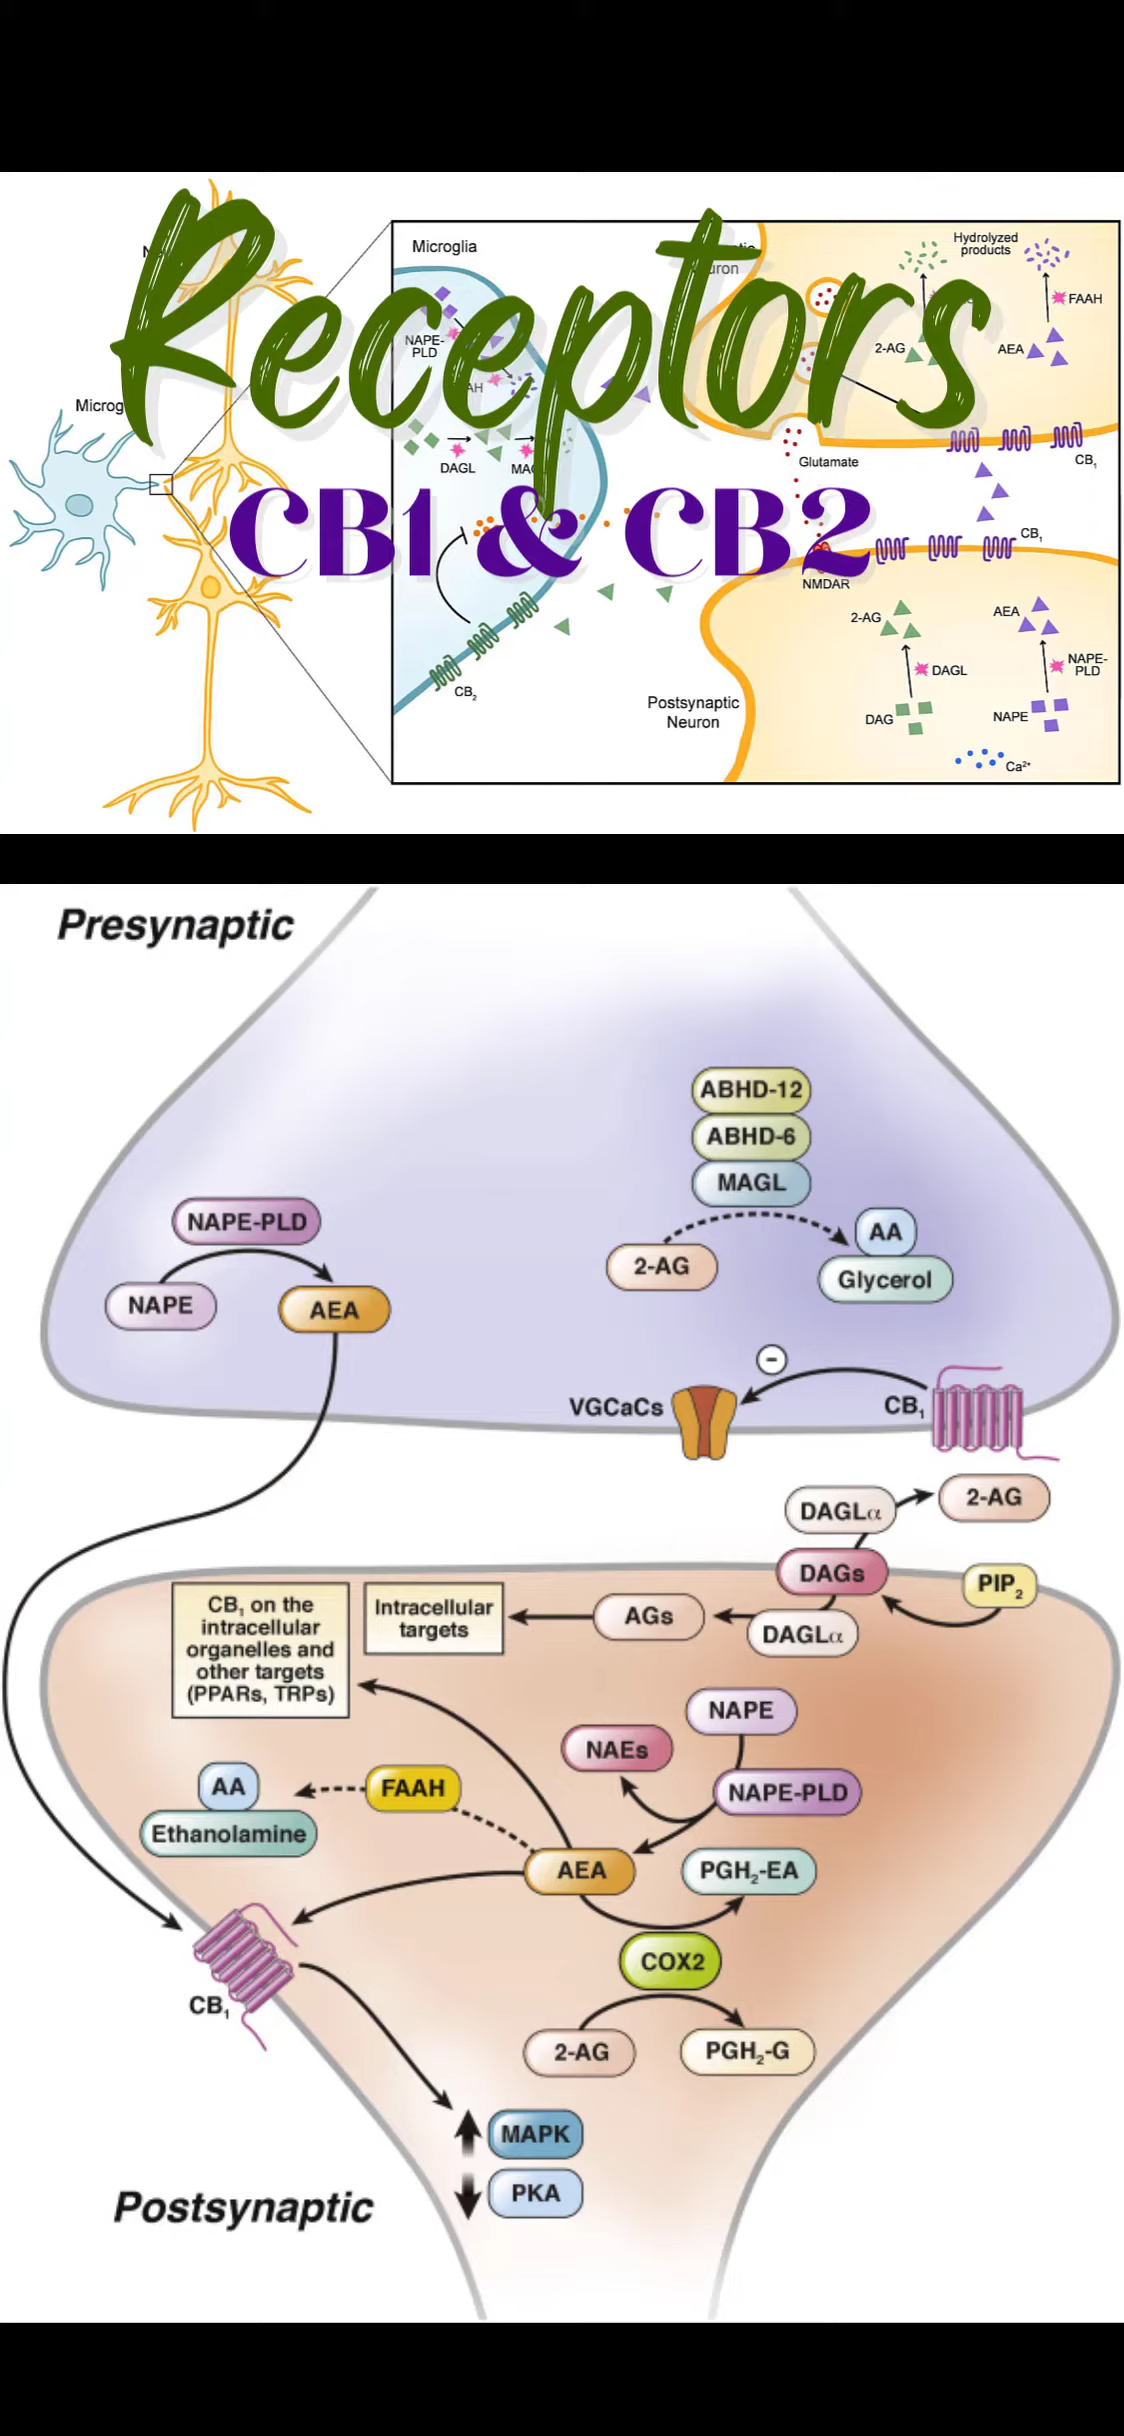 Receptors
CB1 & CB2
Microglia
NAPE-
PLD
DAGL
Glutamate
NMDAR
CB₂
Postsynaptic
Neuron
Hydrolyzed
products
FAAH
2-AG
AEA
CB₁
CB₁
2-AG
AEA
DAGL
NAPE-
PLD
DAG
NAPE
Ca²⁺
Presynaptic
ABHD-12
ABHD-6
MAGL
NAPE-PLD
2-AG
AA
Glycerol
NAPE
AEA
VGCaCs
−
CB₁
DAGLα
2-AG
DAGs
PIP₂
CB₁ on the
intracellular
organelles and
other targets
(PPARs, TRPs)
Intracellular
targets
AGs
DAGLα
NAPE
NAEs
NAPE-PLD
AA
Ethanolamine
FAAH
AEA
PGH₂-EA
COX2
CB₁
2-AG
PGH₂-G
MAPK
PKA
Postsynaptic